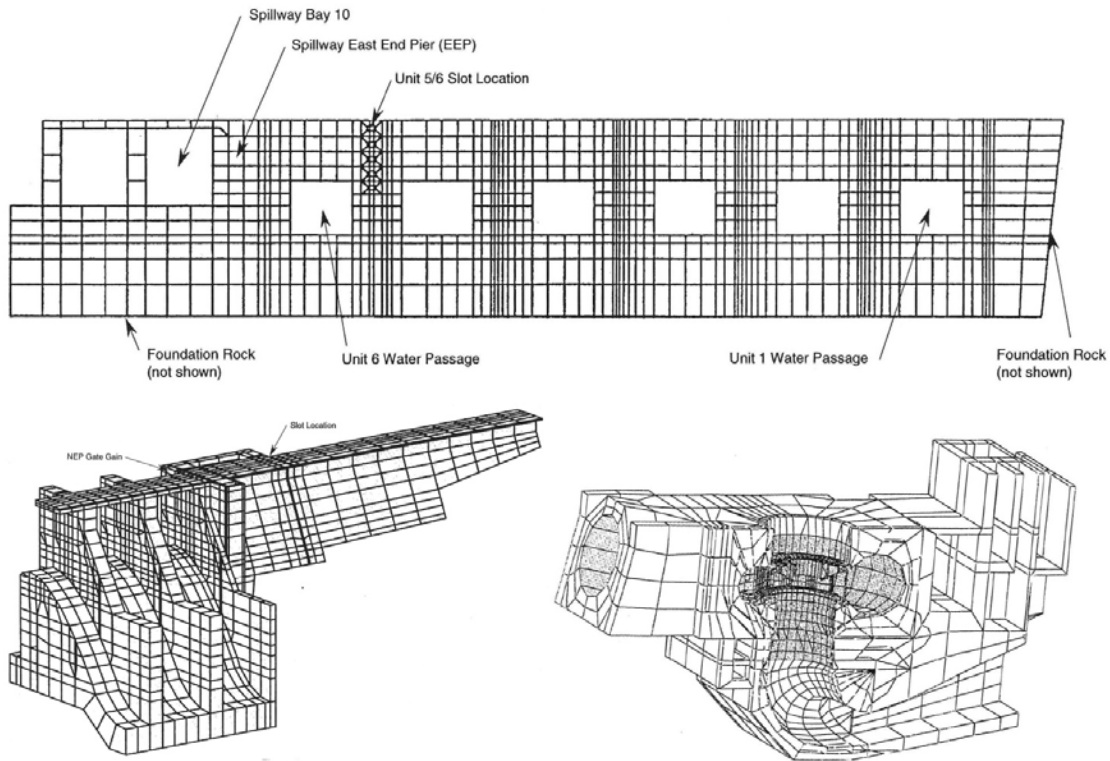 Spillway Bay 10
Spillway East End Pier (EEP)
Unit 5/6 Slot Location
Foundation Rock
(not shown)
Unit 6 Water Passage
Unit 1 Water Passage
Foundation Rock
(not shown)
Slot Location
NEP Gate Gain